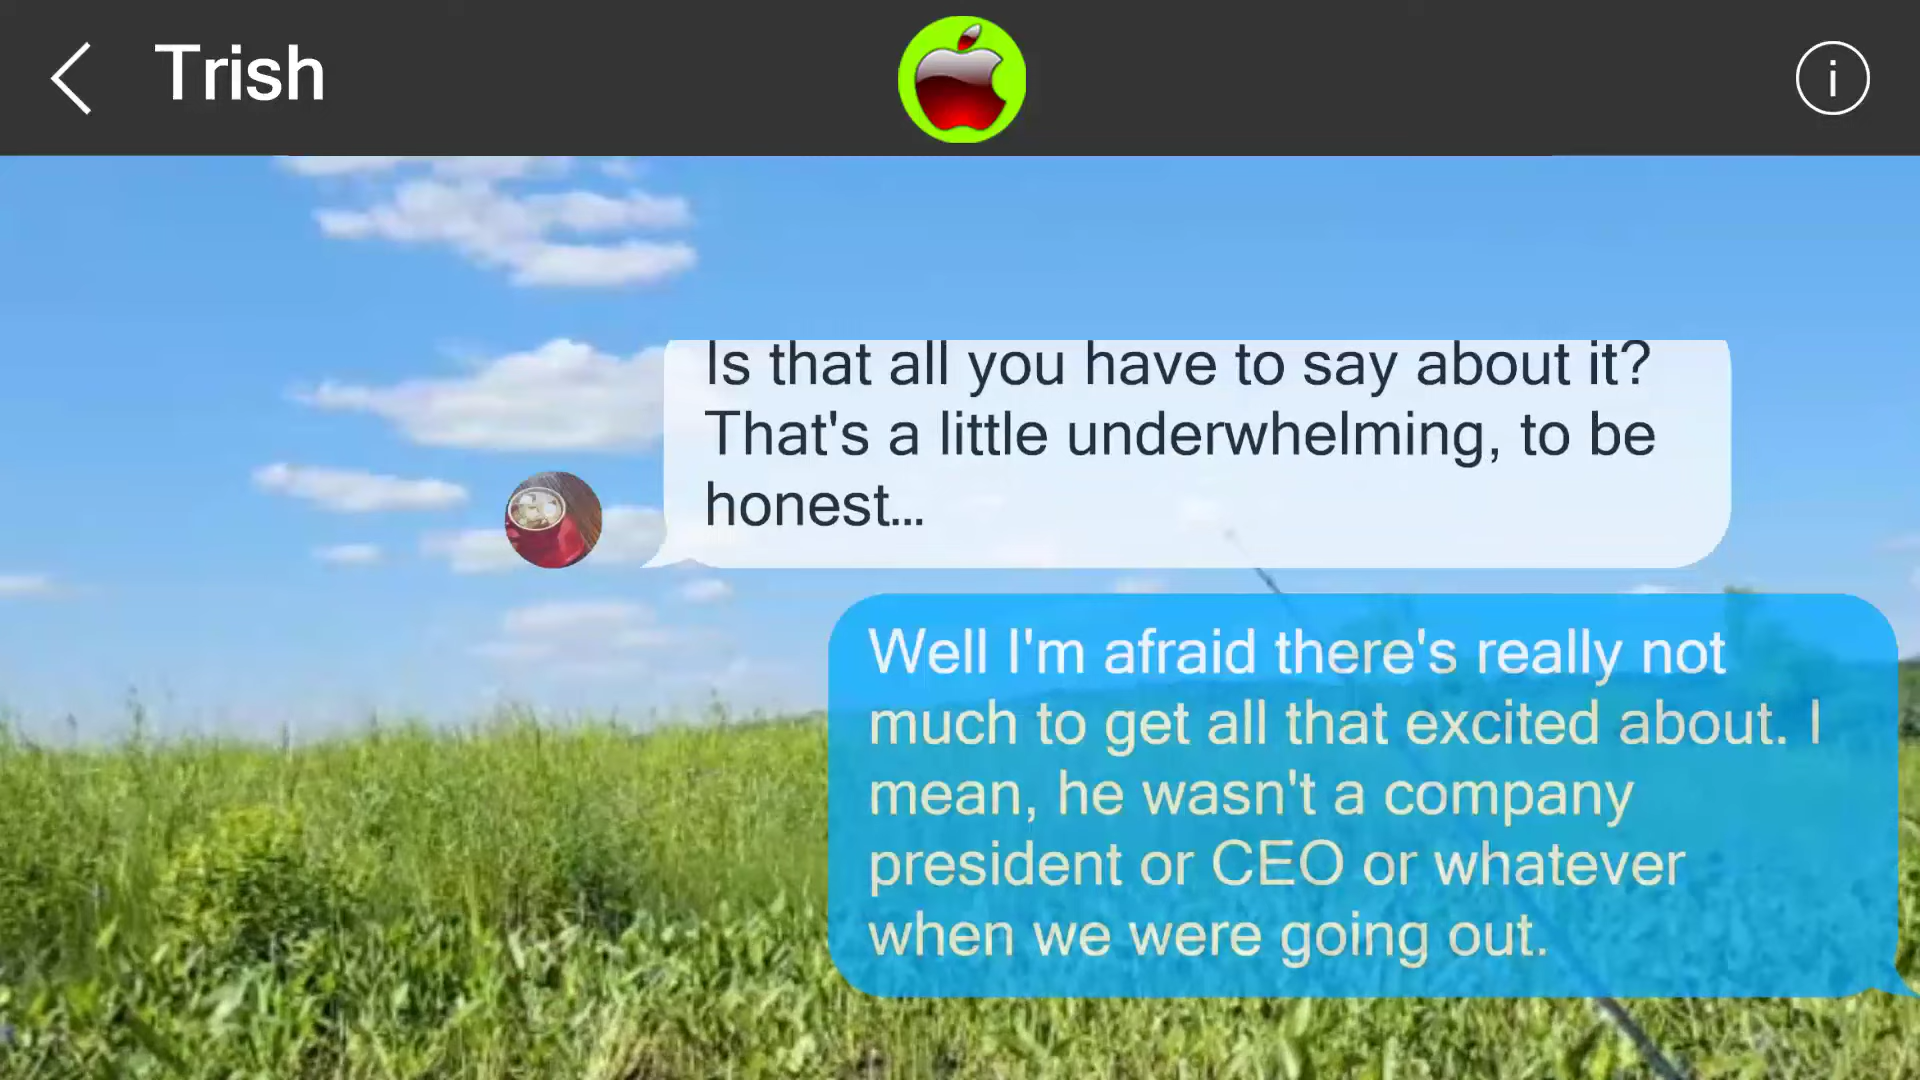 Trish
i
Is that all you have to say about it?
That's a little underwhelming, to be
honest...
Well I'm afraid there's really not
much to get all that excited about. I
mean, he wasn't a company
president or CEO or whatever
when we were going out.